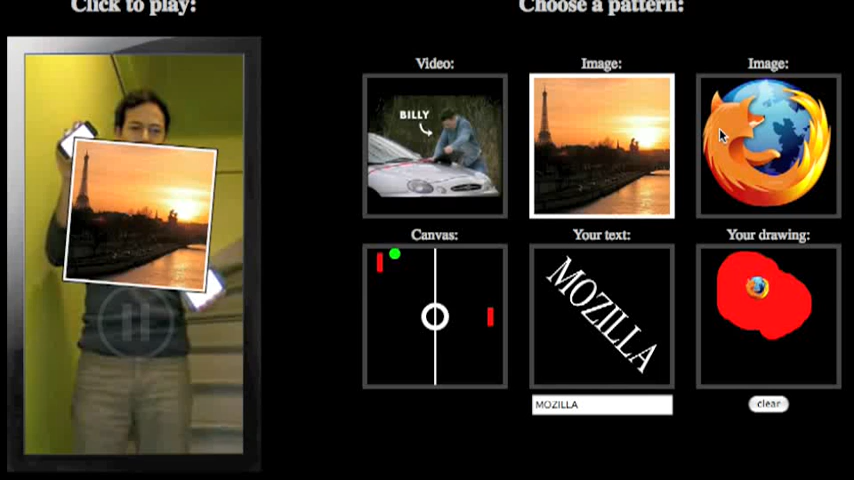 Click to play:
Choose a pattern:
Video:
Image:
Image:
BILLY
Canvas:
Your text:
Your drawing:
MOZILLA
MOZILLA
clear